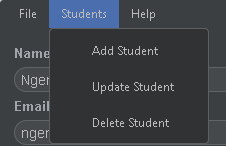 File Students Help
Name
Add Student
Nger
Update Student
Email
Delete Student
nger